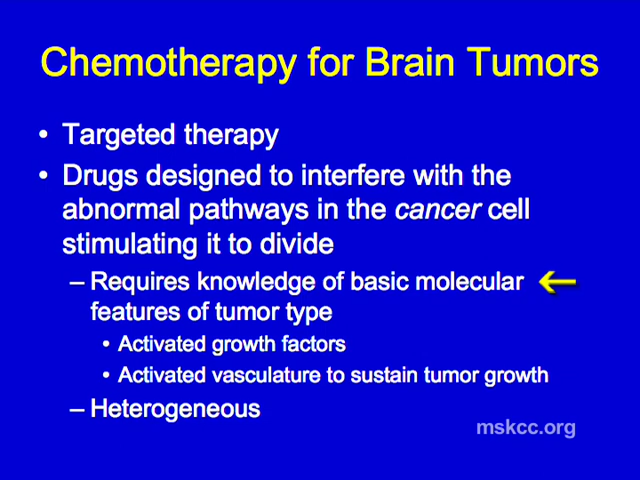 Chemotherapy for Brain Tumors
• Targeted therapy
• Drugs designed to interfere with the
abnormal pathways in the cancer cell
stimulating it to divide
– Requires knowledge of basic molecular
features of tumor type
• Activated growth factors
• Activated vasculature to sustain tumor growth
– Heterogeneous
mskcc.org